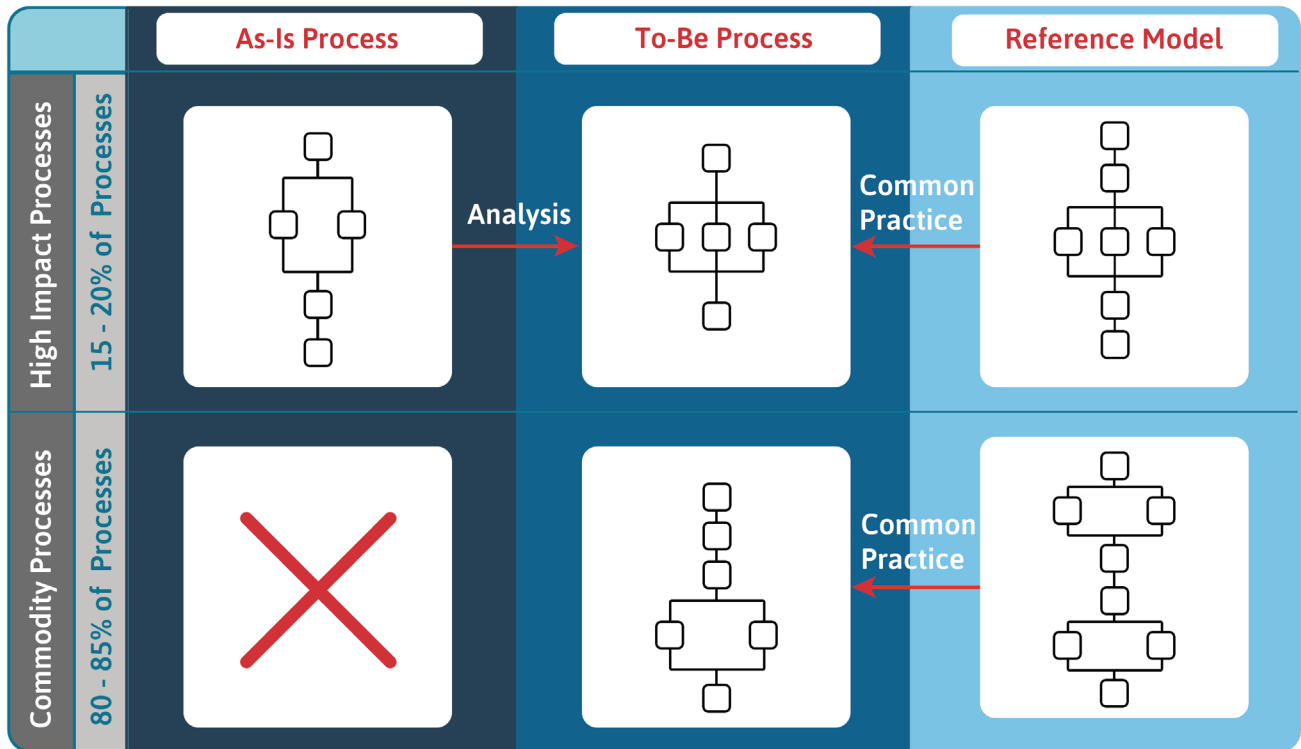 As-Is Process
To-Be Process
Reference Model
High Impact Processes
15 - 20% of Processes
Analysis
Common
Practice
Commodity Processes
80 - 85% of Processes
Common
Practice